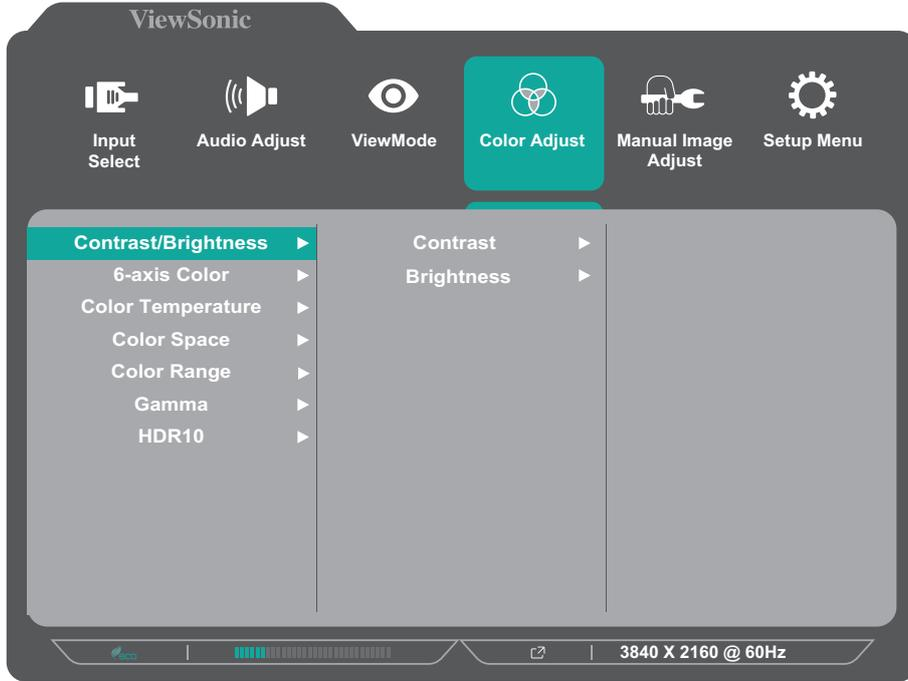 ViewSonic
Input
Select
Audio Adjust
ViewMode
Color Adjust
Manual Image
Adjust
Setup Menu
Contrast/Brightness
6-axis Color
Color Temperature
Color Space
Color Range
Gamma
HDR10
Contrast
Brightness
eco
3840 X 2160 @ 60Hz